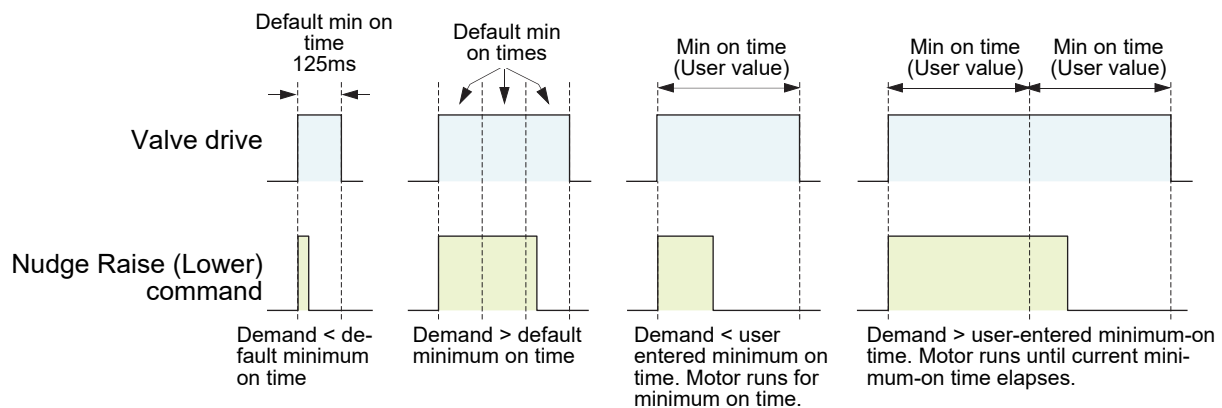 Default min on
time
125ms
Default min
on times
Min on time
(User value)
Min on time
(User value)
Min on time
(User value)
Valve drive
Nudge Raise (Lower)
command
Demand < de-
fault minimum
on time
Demand > default
minimum on time
Demand < user
entered minimum on
time. Motor runs for
minimum on time.
Demand > user-entered minimum-on
time. Motor runs until current mini-
mum-on time elapses.